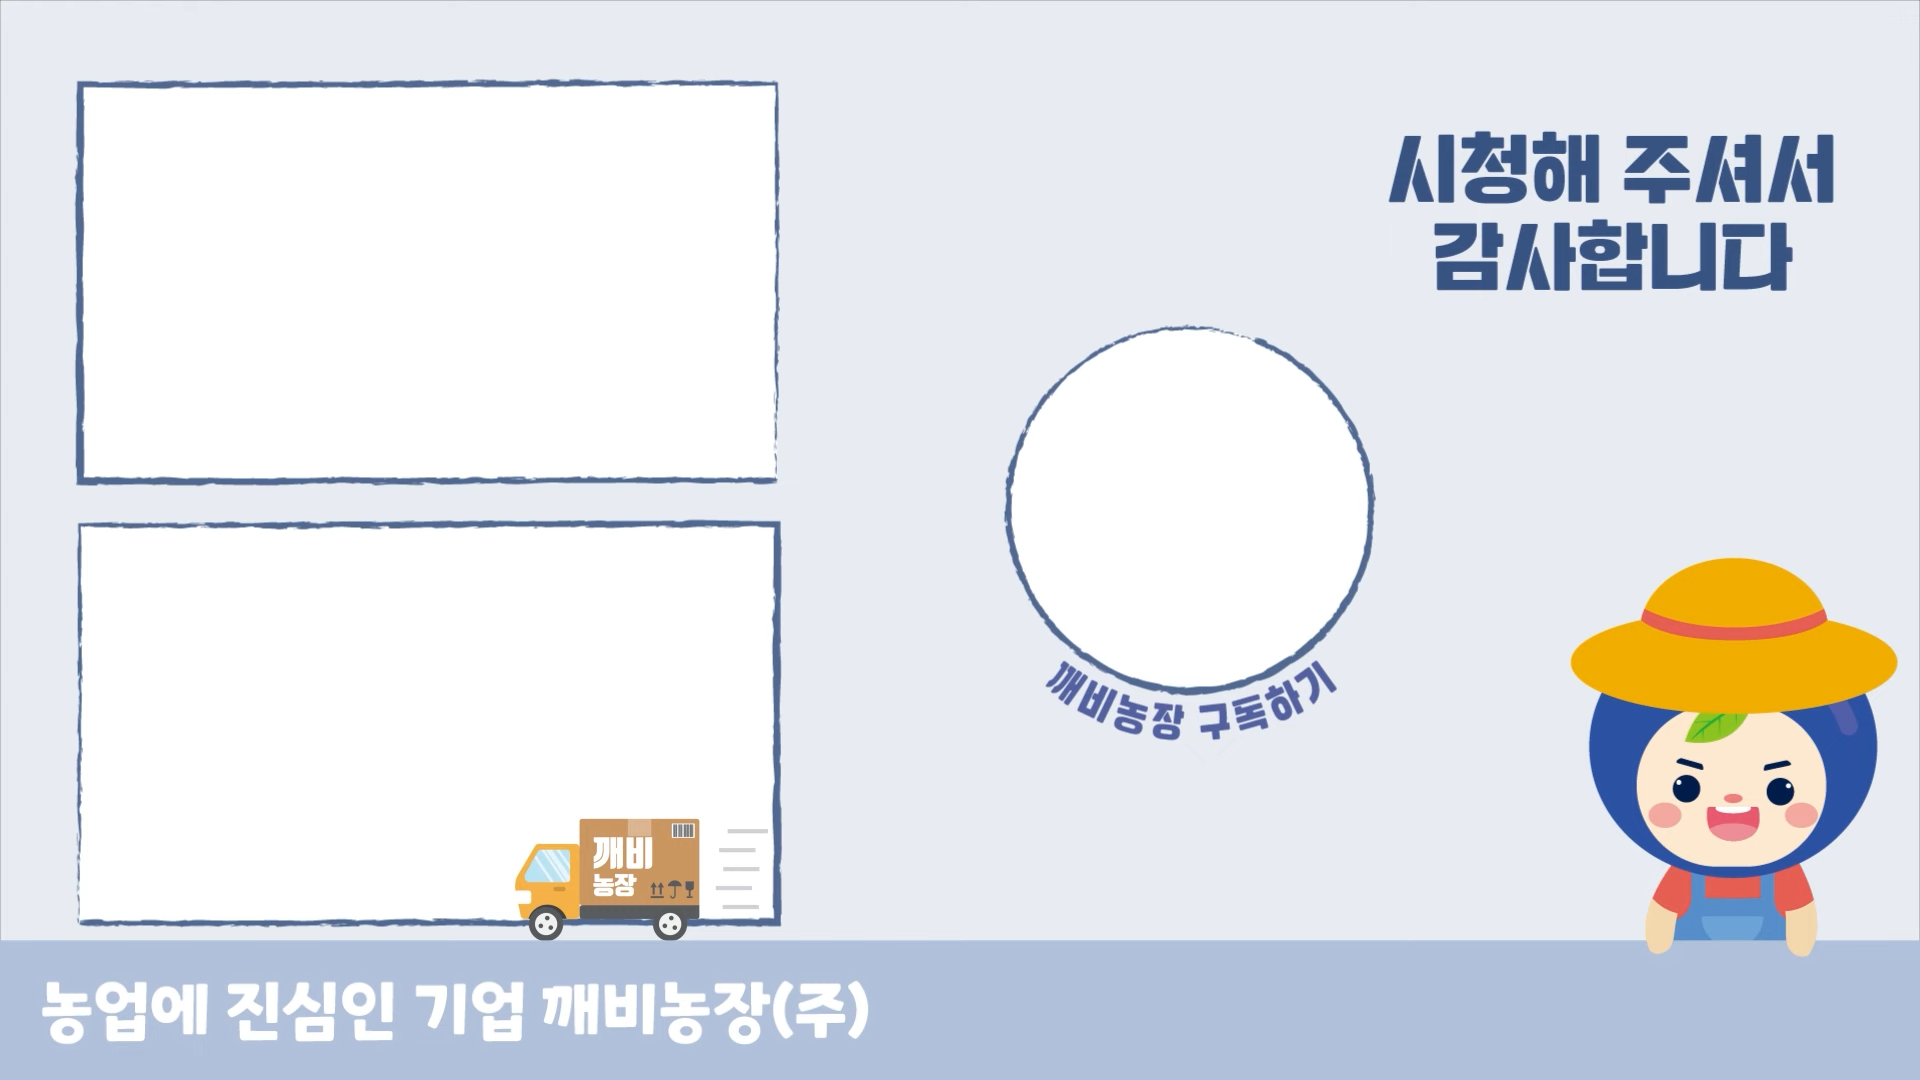 시청해 주셔서
감사합니다
깨비농장 구독하기
깨비
농장
농업에 진심인 기업 깨비농장(주)